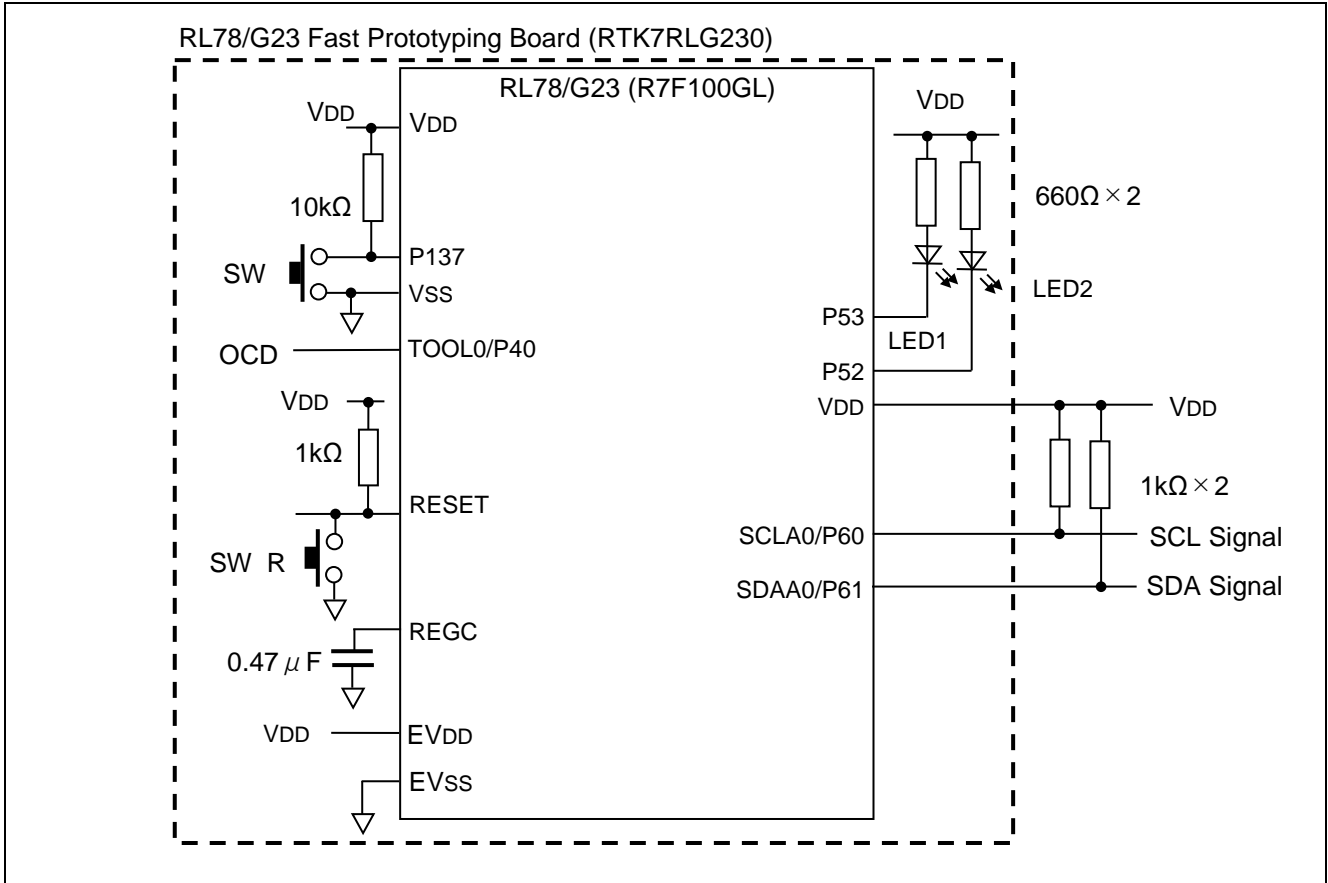 RL78/G23 Fast Prototyping Board (RTK7RLG230)
RL78/G23 (R7F100GL)
VDD
VDD
10kΩ
P137
SW
VSS
OCD
TOOL0/P40
VDD
1kΩ
RESET
SW R
REGC
0.47μF
VDD
EVDD
EVSS
VDD
660Ω×2
LED2
P53
LED1
P52
VDD
VDD
1kΩ×2
SCLA0/P60
SCL Signal
SDAA0/P61
SDA Signal